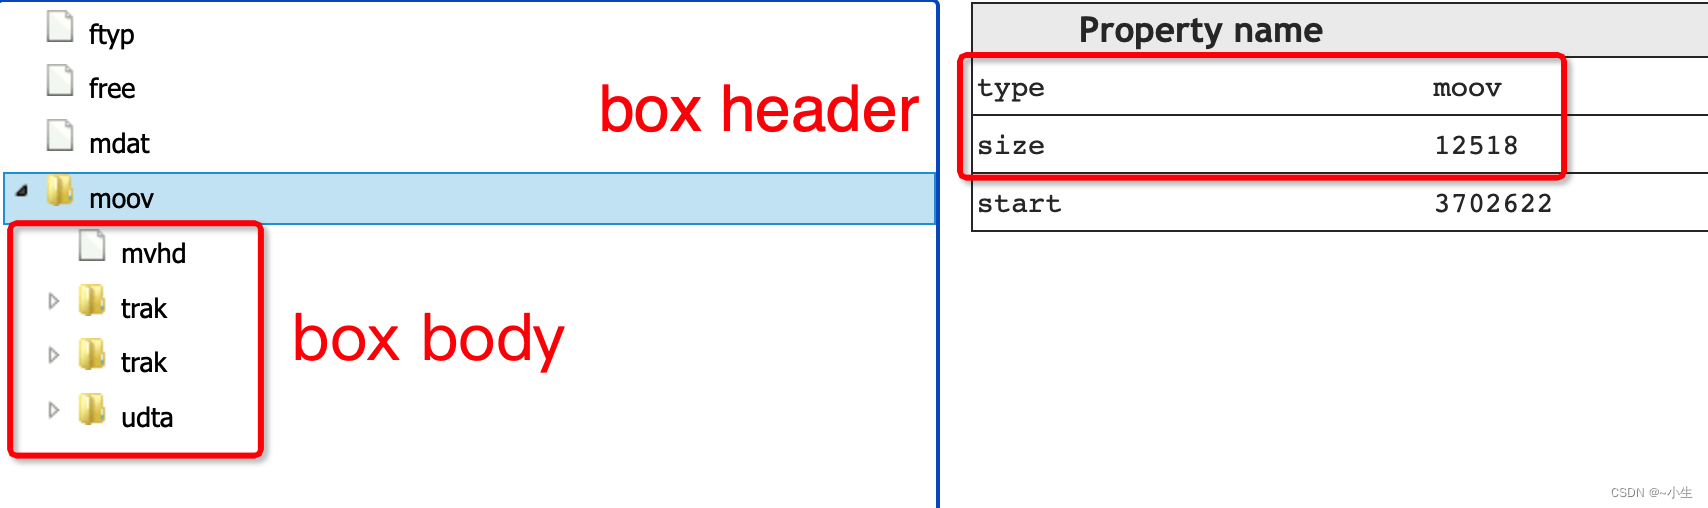 ftyp
free
mdat
moov
mvhd
trak
trak
udta
box header
box body
Property name
type moov
size 12518
start 3702622
CSDN @~小生